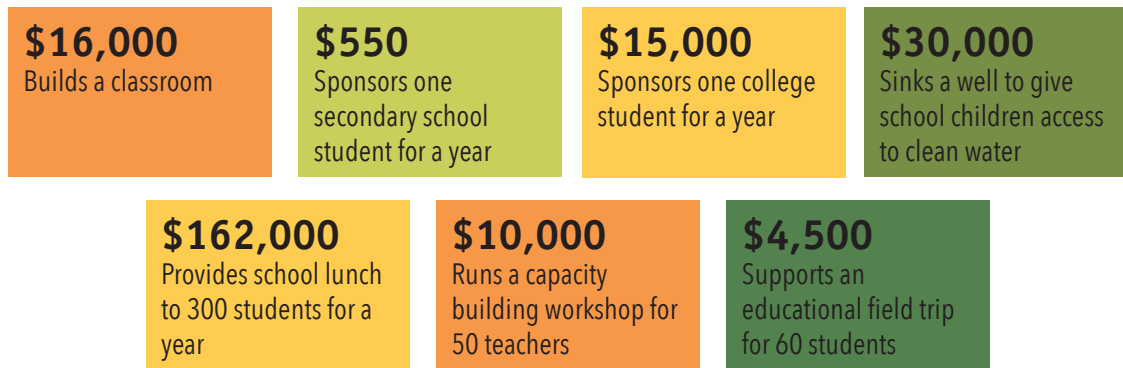 $16,000
Builds a classroom
$550
Sponsors one
secondary school
student for a year
$15,000
Sponsors one college
student for a year
$30,000
Sinks a well to give
school children access
to clean water
$162,000
Provides school lunch
to 300 students for a
year
$10,000
Runs a capacity
building workshop for
50 teachers
$4,500
Supports an
educational field trip
for 60 students